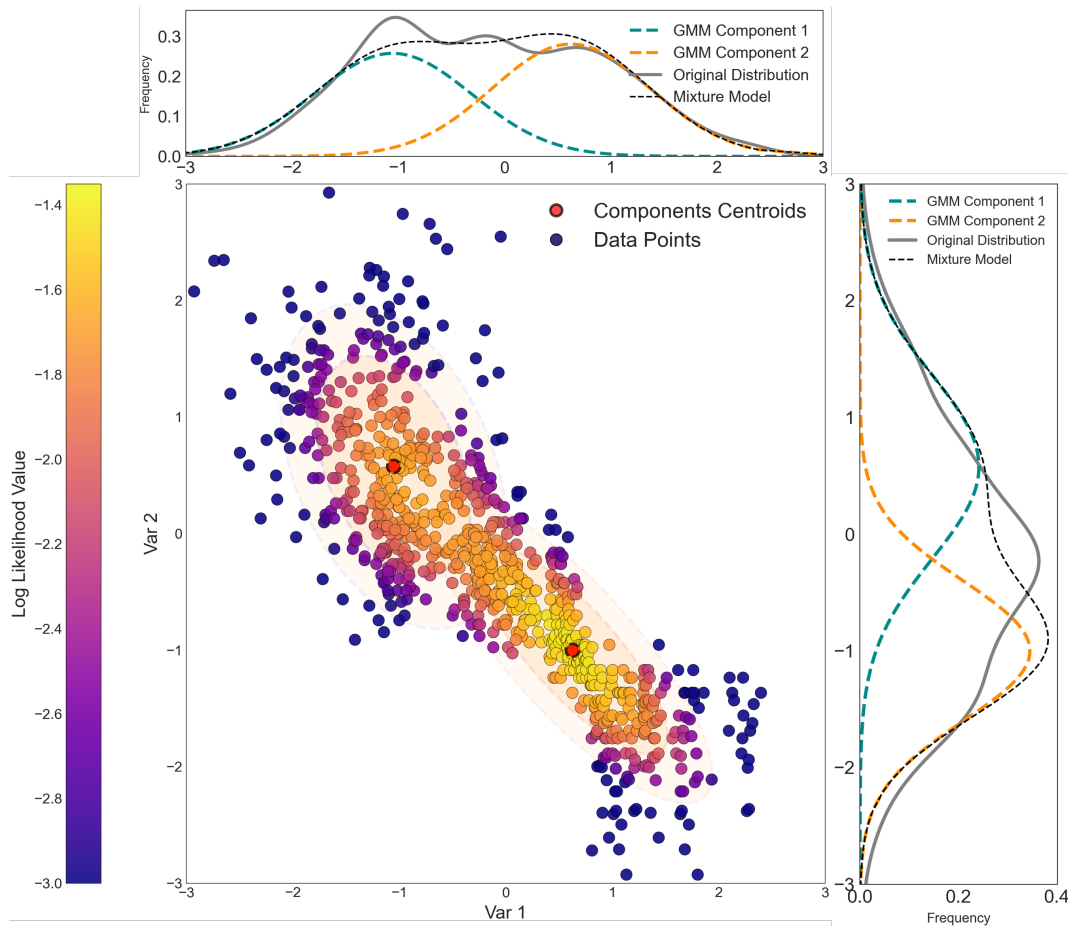 0.3
0.2
0.1
0.0
Frequency
GMM Component 1
GMM Component 2
Original Distribution
Mixture Model
−3
−2
−1
0
1
2
3
−1.4
−1.6
−1.8
−2.0
−2.2
−2.4
−2.6
−2.8
−3.0
Log Likelihood Value
3
2
1
0
−1
−2
−3
Var 2
Components Centroids
Data Points
−3
−2
−1
0
1
2
3
Var 1
3
2
1
0
−1
−2
−3
GMM Component 1
GMM Component 2
Original Distribution
Mixture Model
0.0
0.2
0.4
Frequency